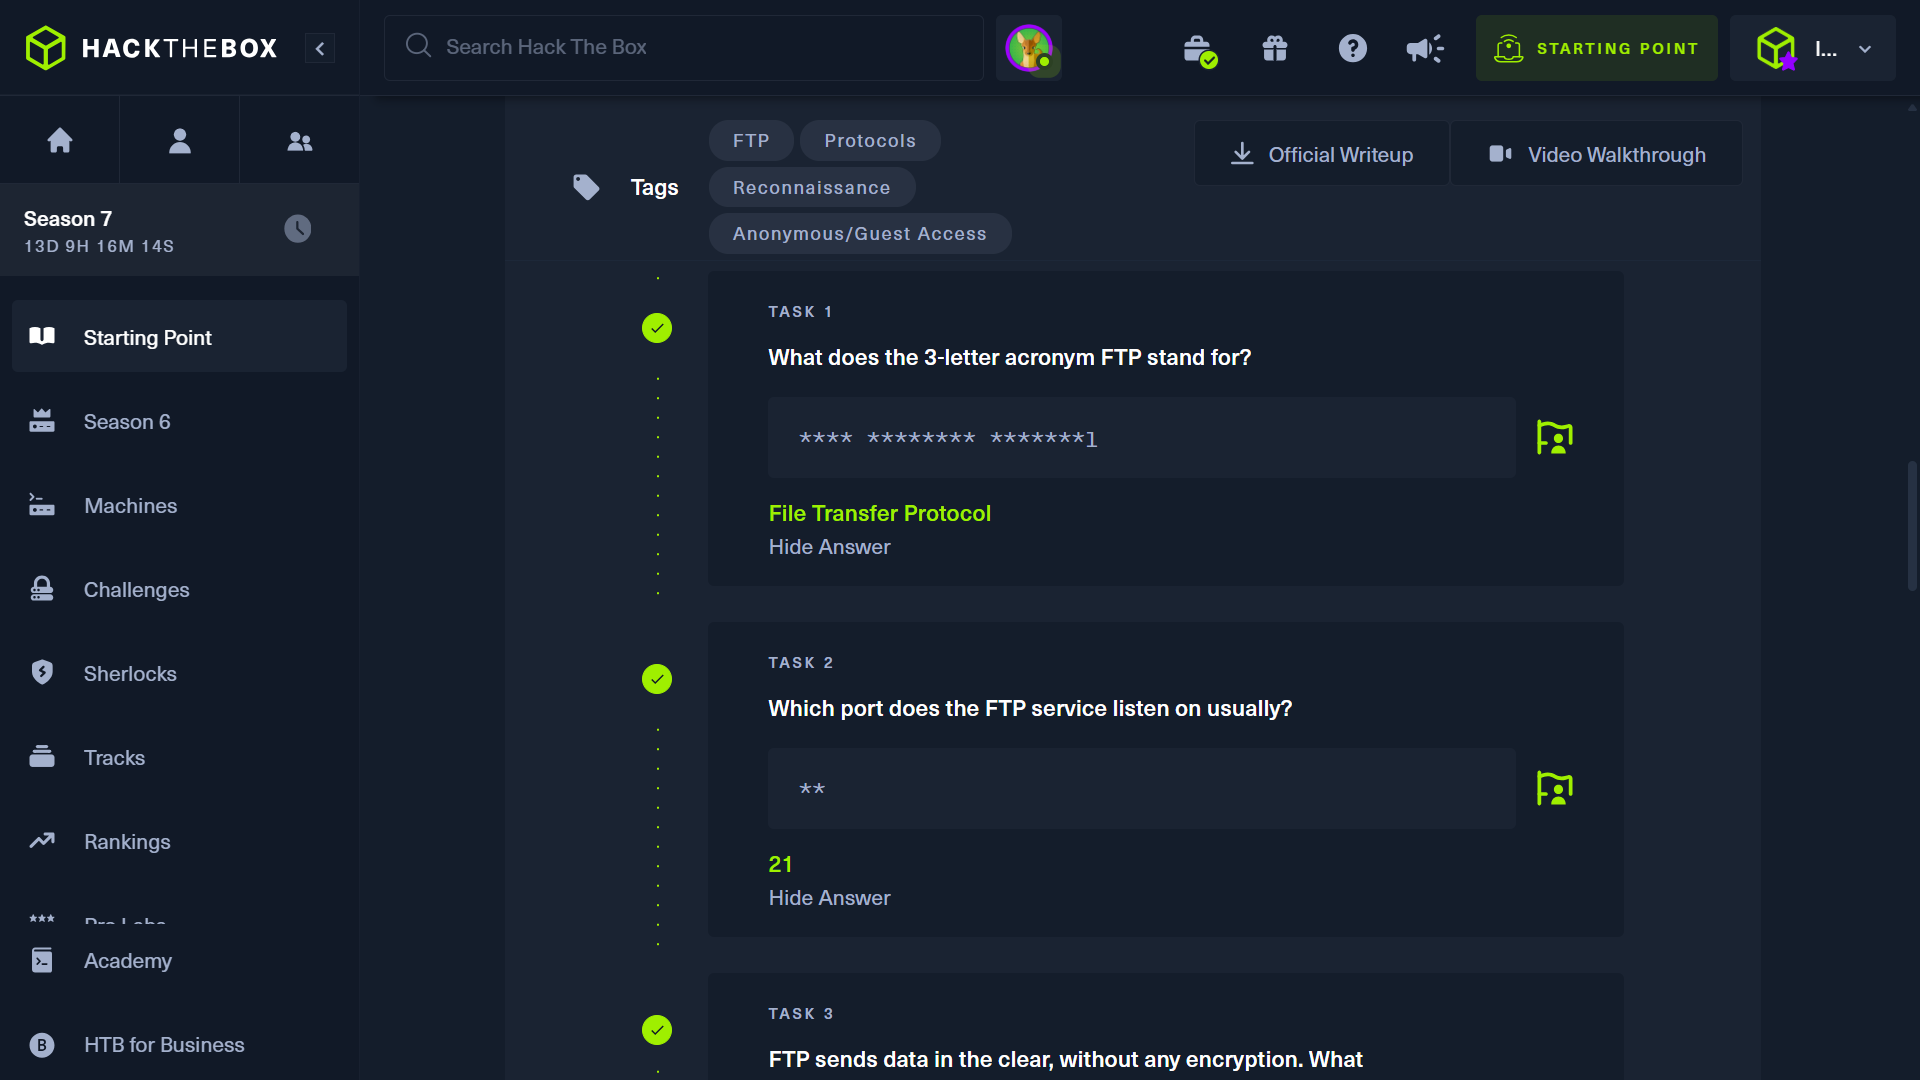 HACKTHEBOX
Search Hack The Box
STARTING POINT
I...
Season 7
13D 9H 16M 14S
Starting Point
Season 6
Machines
Challenges
Sherlocks
Tracks
Rankings
Pro Labs
Academy
HTB for Business
Tags
FTP
Protocols
Reconnaissance
Anonymous/Guest Access
Official Writeup
Video Walkthrough
TASK 1
What does the 3-letter acronym FTP stand for?
**** ******** *******l
File Transfer Protocol
Hide Answer
TASK 2
Which port does the FTP service listen on usually?
**
21
Hide Answer
TASK 3
FTP sends data in the clear, without any encryption. What